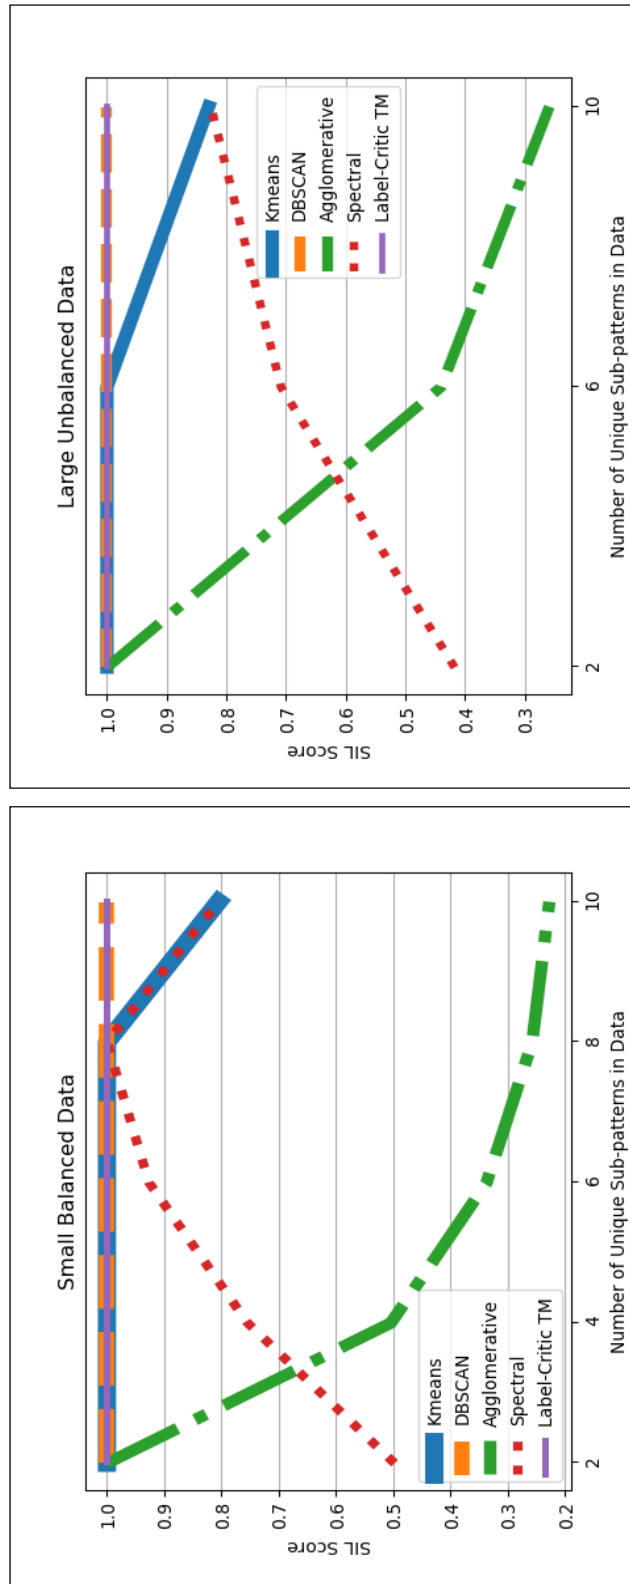 Small Balanced Data
SIL Score
1.0
0.9
0.8
0.7
0.6
0.5
0.4
0.3
0.2
Kmeans
DBSCAN
Agglomerative
Spectral
Label-Critic TM
2
4
6
8
10
Number of Unique Sub-patterns in Data
Large Unbalanced Data
SIL Score
1.0
0.9
0.8
0.7
0.6
0.5
0.4
0.3
Kmeans
DBSCAN
Agglomerative
Spectral
Label-Critic TM
2
6
10
Number of Unique Sub-patterns in Data